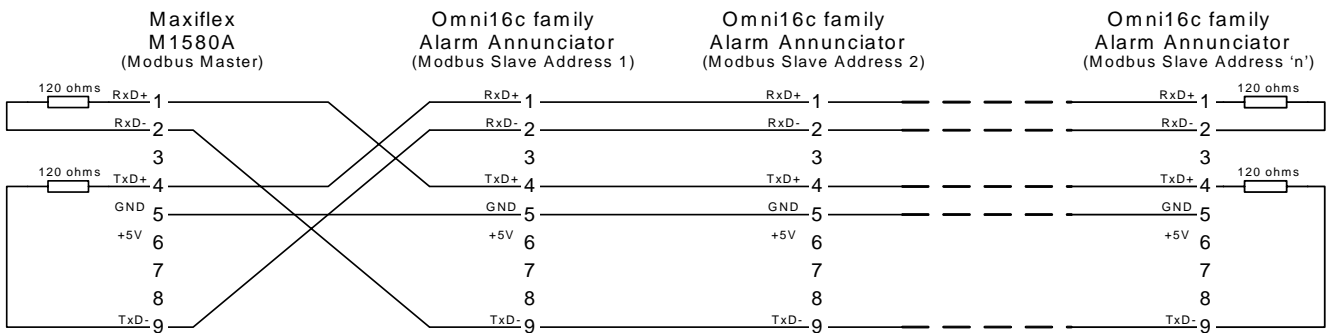 Maxiflex
M1580A
(Modbus Master)
Omni16c family
Alarm Annunciator
(Modbus Slave Address 1)
Omni16c family
Alarm Annunciator
(Modbus Slave Address 2)
Omni16c family
Alarm Annunciator
(Modbus Slave Address ‘n’)
120 ohms RxD+ 1 RxD+ 1 RxD+ 1 RxD+ 1 120 ohms
RxD- 2 RxD- 2 RxD- 2 RxD- 2
3 3 3 3
120 ohms TxD+ 4 TxD+ 4 TxD+ 4 TxD+ 4 120 ohms
GND 5 GND 5 GND 5 GND 5
+5V 6 +5V 6 +5V 6 +5V 6
7 7 7 7
8 8 8 8
TxD- 9 TxD- 9 TxD- 9 TxD- 9